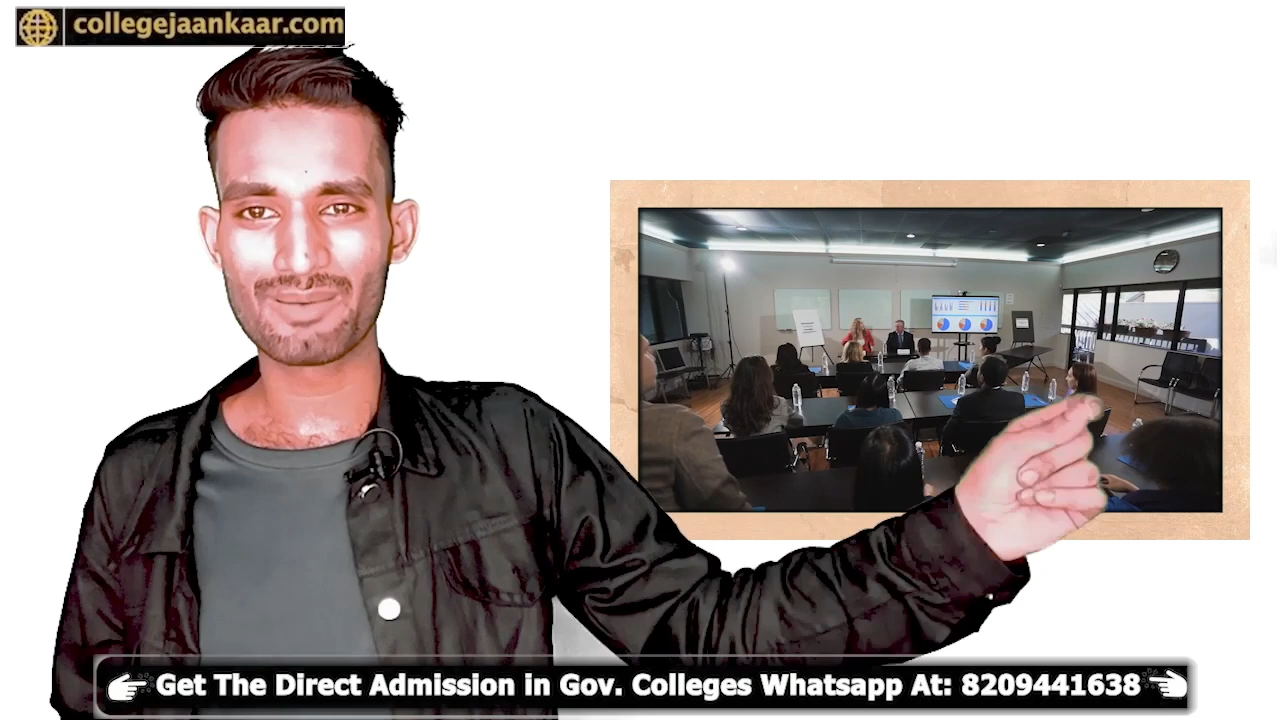 collegejaankaar.com
Get The Direct Admission in Gov. Colleges Whatsapp At: 8209441638